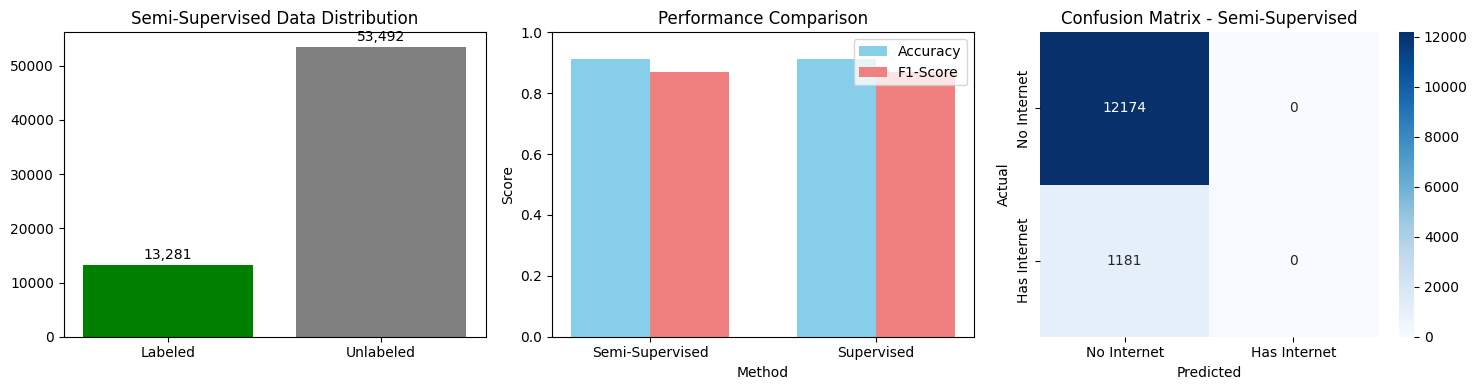 Semi-Supervised Data Distribution
53,492
50000
40000
30000
20000
13,281
10000
0
Labeled
Unlabeled
Performance Comparison
Accuracy
F1-Score
1.0
0.8
0.6
0.4
0.2
0.0
Score
Semi-Supervised
Supervised
Method
Confusion Matrix - Semi-Supervised
No Internet
12174
0
Actual
Has Internet
1181
0
No Internet
Has Internet
Predicted
12000
10000
8000
6000
4000
2000
0